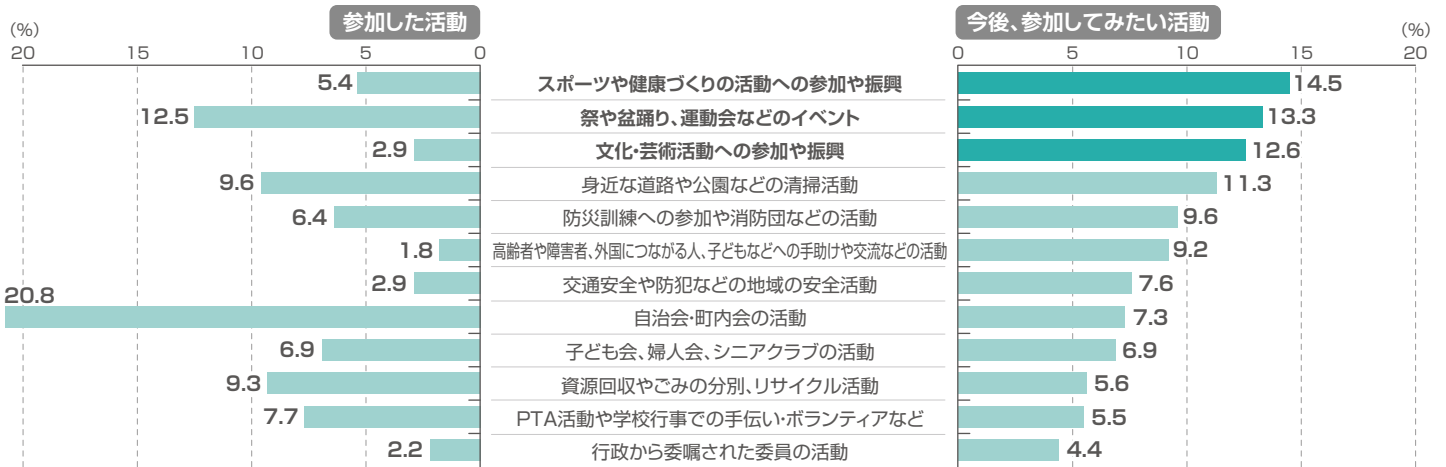 参加した活動 今後、参加してみたい活動
(%) (%)
20 15 10 5 0 0 5 10 15 20
5.4 スポーツや健康づくりの活動への参加や振興 14.5
12.5 祭や盆踊り、運動会などのイベント 13.3
2.9 文化・芸術活動への参加や振興 12.6
9.6 身近な道路や公園などの清掃活動 11.3
6.4 防災訓練への参加や消防団などの活動 9.6
1.8 高齢者や障害者、外国につながる人、子どもなどへの手助けや交流などの活動 9.2
2.9 交通安全や防犯などの地域の安全活動 7.6
20.8 自治会・町内会の活動 7.3
6.9 子ども会、婦人会、シニアクラブの活動 6.9
9.3 資源回収やごみの分別、リサイクル活動 5.6
7.7 PTA活動や学校行事での手伝い・ボランティアなど 5.5
2.2 行政から委嘱された委員の活動 4.4